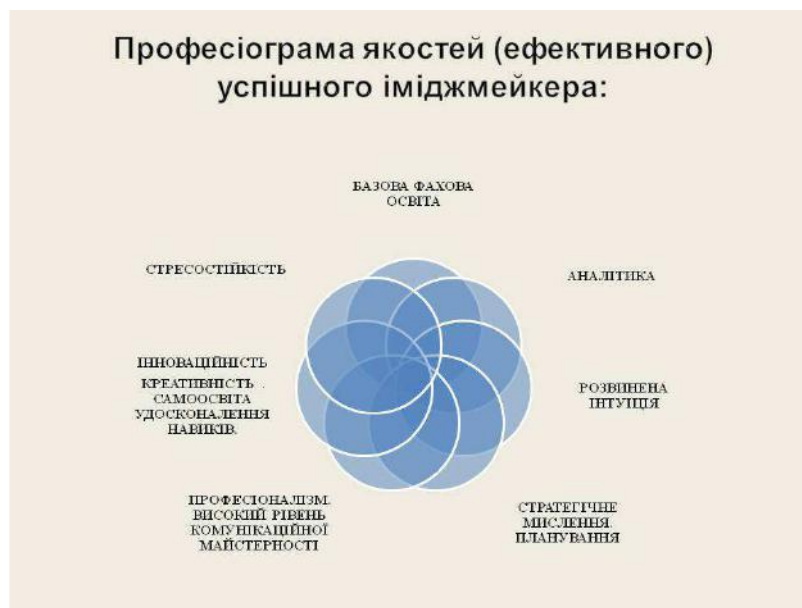 Професіограма якостей (ефективного)
успішного іміджмейкера:
БАЗОВА ФАХОВА
ОСВІТА
СТРЕСОСТІЙКІСТЬ
АНАЛІТИКА
ІННОВАЦІЙНІСТЬ
КРЕАТИВНІСТЬ .
САМООСВІТА
УДОСКОНАЛЕННЯ
НАВИКІВ.
РОЗВИНЕНА
ІНТУЦІЯ
ПРОФЕСІОНАЛІЗМ.
ВИСОКИЙ РІВЕНЬ
КОМУНІКАЦІЙНОЇ
МАЙСТЕРНОСТІ
СТРАТЕГІЧНЕ
МИСЛЕННЯ.
ПЛАНУВАННЯ